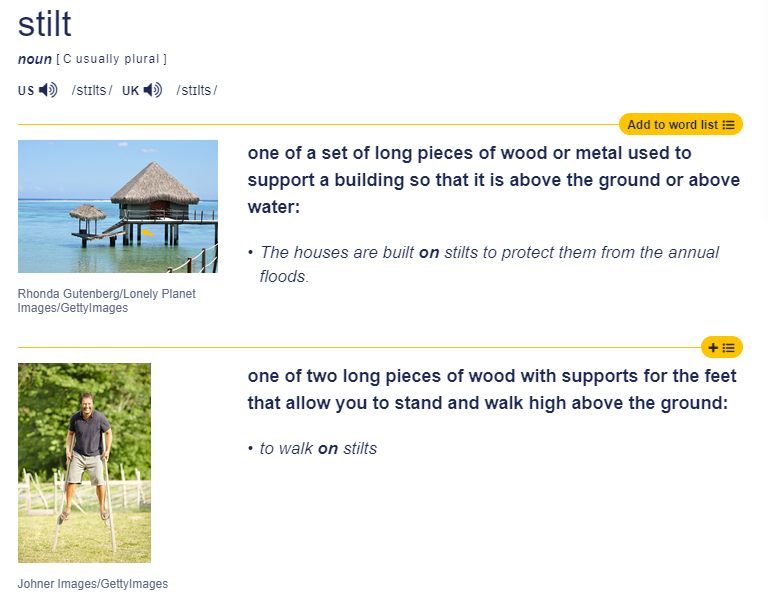 stilt
noun [ C usually plural ]
US /stɪlts/ UK /stɪlts/
Add to word list
one of a set of long pieces of wood or metal used to
support a building so that it is above the ground or above
water:
• The houses are built on stilts to protect them from the annual
floods.
Rhonda Gutenberg/Lonely Planet
Images/GettyImages
one of two long pieces of wood with supports for the feet
that allow you to stand and walk high above the ground:
• to walk on stilts
Johner Images/GettyImages